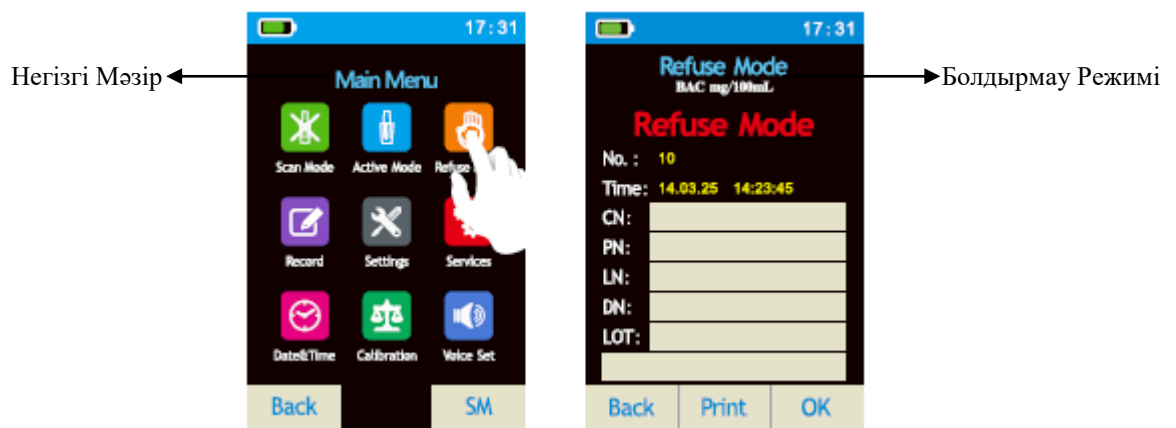 17:31
Main Menu
Негізгі Мәзір
Scan Mode Active Mode Refuse
Record Settings Services
Date&Time Calibration Voice Set
Back SM
17:31
Refuse Mode
Болдырмау Режимі
BAC mg/100mL
Refuse Mode
No. : 10
Time: 14.03.25 14:23:45
CN:
PN:
LN:
DN:
LOT:
Back Print OK